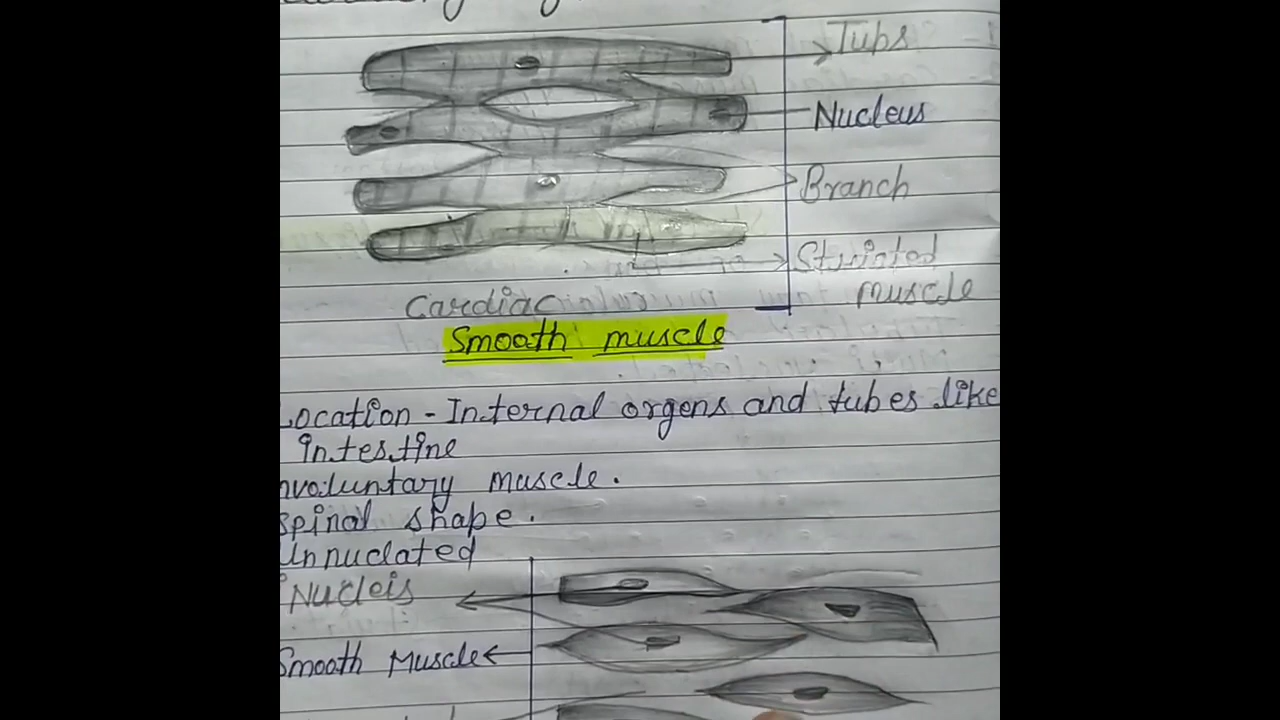 Tubs
Nucleus
Branch
Striated
muscle
Cardiac
Smooth muscle
Location - Internal orgens and tubes like
intestine
nvoluntary muscle.
spinal shape.
Unnuclated
Nucleis
Smooth Muscle